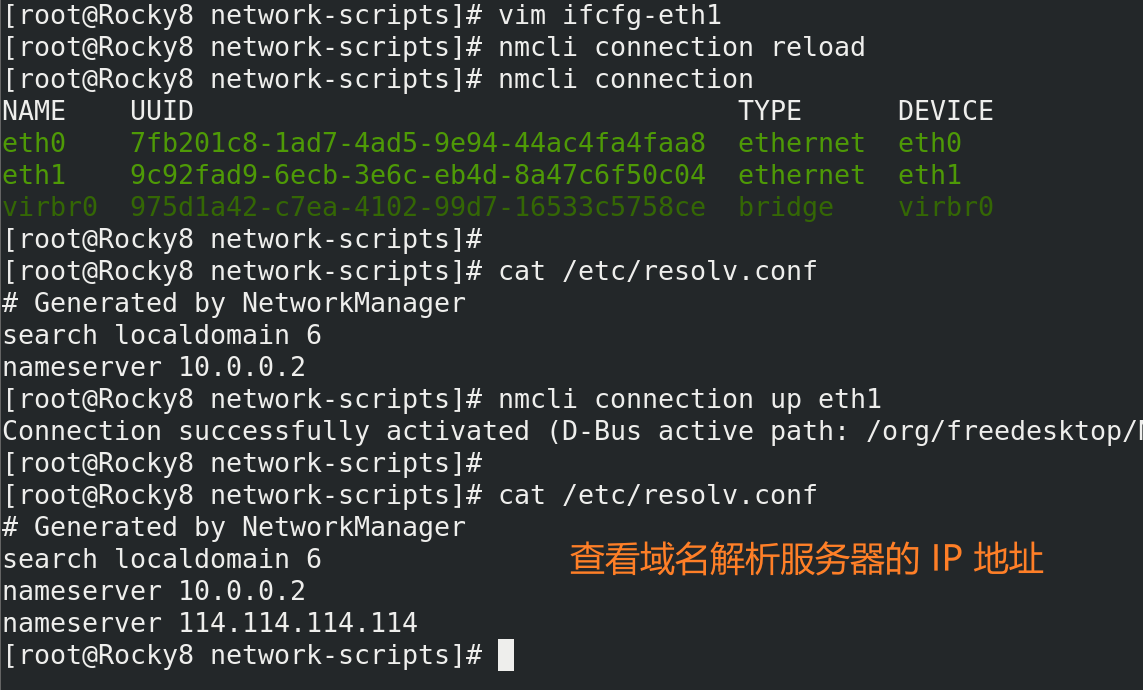 [root@Rocky8 network-scripts]# vim ifcfg-eth1
[root@Rocky8 network-scripts]# nmcli connection reload
[root@Rocky8 network-scripts]# nmcli connection
NAME    UUID                                  TYPE      DEVICE
eth0    7fb201c8-1ad7-4ad5-9e94-44ac4fa4faa8  ethernet  eth0
eth1    9c92fad9-6ecb-3e6c-eb4d-8a47c6f50c04  ethernet  eth1
virbr0  975d1a42-c7ea-4102-99d7-16533c5758ce  bridge    virbr0
[root@Rocky8 network-scripts]#
[root@Rocky8 network-scripts]# cat /etc/resolv.conf
# Generated by NetworkManager
search localdomain 6
nameserver 10.0.0.2
[root@Rocky8 network-scripts]# nmcli connection up eth1
Connection successfully activated (D-Bus active path: /org/freedesktop/N
[root@Rocky8 network-scripts]#
[root@Rocky8 network-scripts]# cat /etc/resolv.conf
# Generated by NetworkManager
search localdomain 6
查看域名解析服务器的 IP 地址
nameserver 10.0.0.2
nameserver 114.114.114.114
[root@Rocky8 network-scripts]#